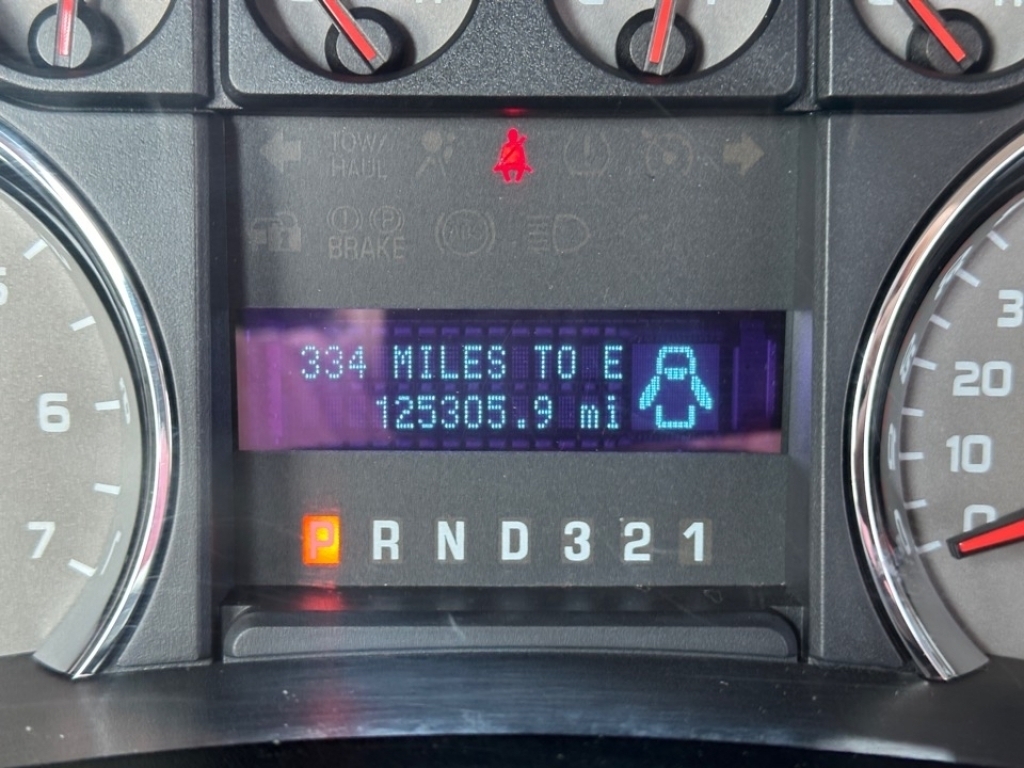 TOW/
HAUL
BRAKE
334 MILES TO E
125305.9 mi
P R N D 3 2 1
6
7
20
10
0